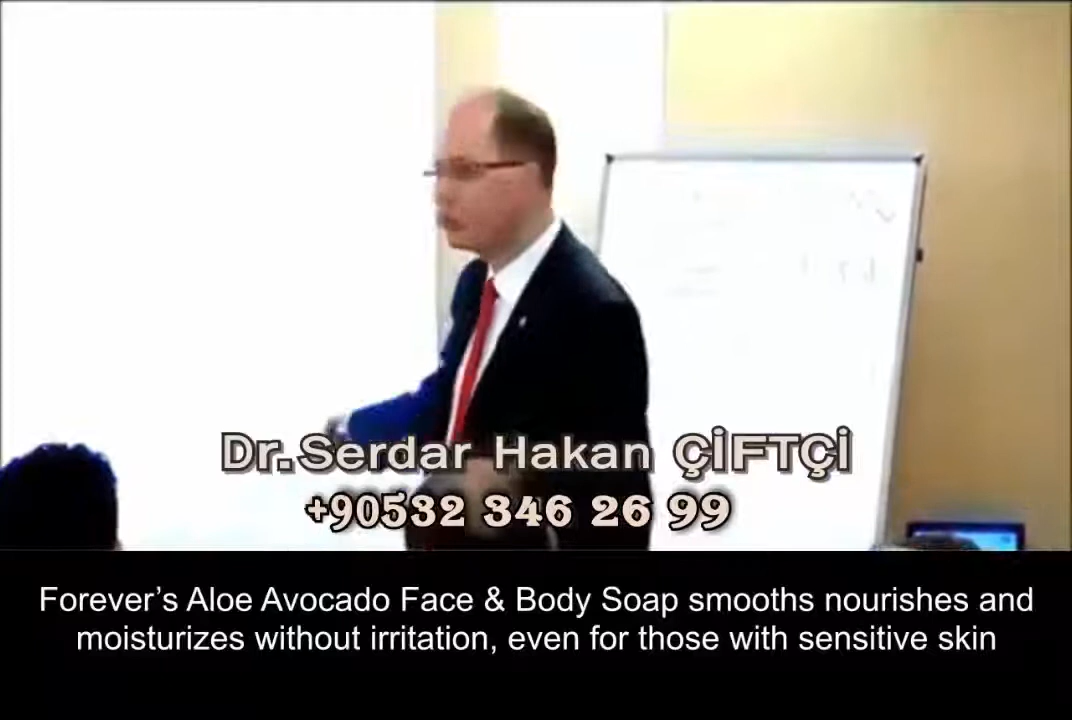 Dr.Serdar Hakan ÇİFTÇİ
+90532 346 26 99
Forever’s Aloe Avocado Face & Body Soap smooths nourishes and
moisturizes without irritation, even for those with sensitive skin